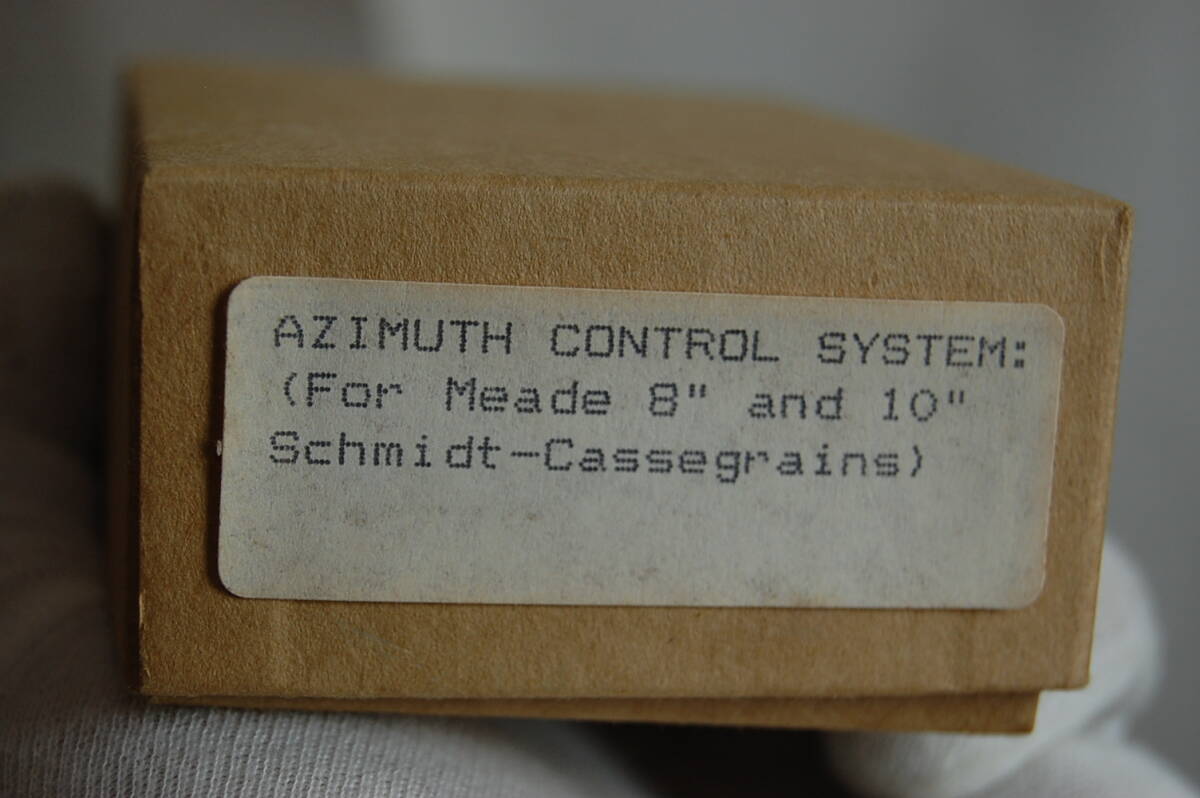 AZIMUTH CONTROL SYSTEM:
(For Meade 8" and 10"
Schmidt-Cassegrains)